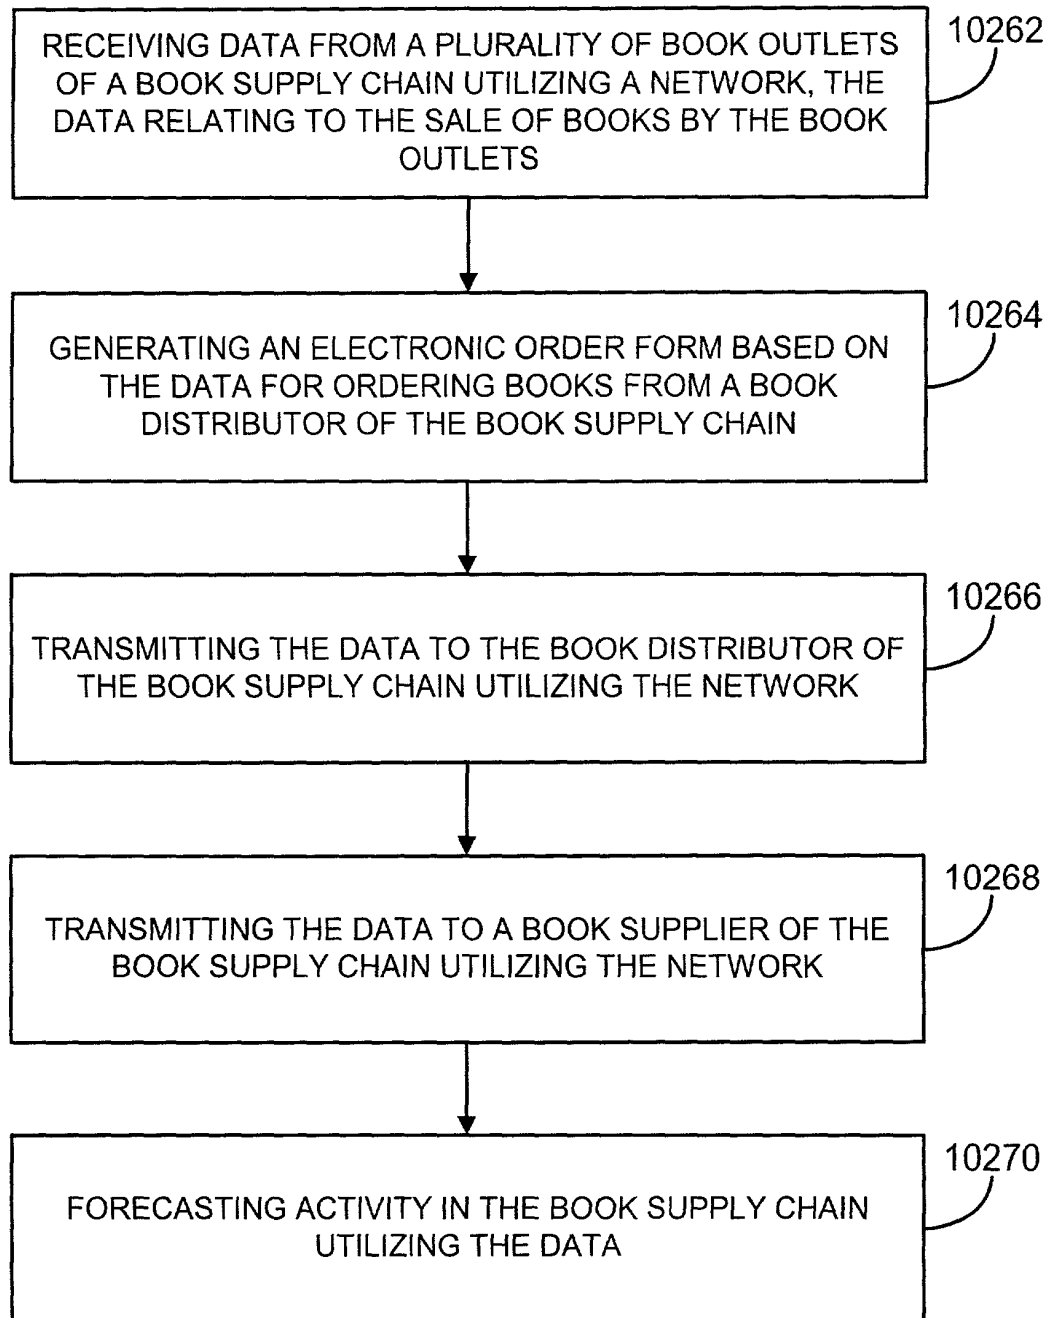 RECEIVING DATA FROM A PLURALITY OF BOOK OUTLETS
OF A BOOK SUPPLY CHAIN UTILIZING A NETWORK, THE
DATA RELATING TO THE SALE OF BOOKS BY THE BOOK
OUTLETS
10262
GENERATING AN ELECTRONIC ORDER FORM BASED ON
THE DATA FOR ORDERING BOOKS FROM A BOOK
DISTRIBUTOR OF THE BOOK SUPPLY CHAIN
10264
TRANSMITTING THE DATA TO THE BOOK DISTRIBUTOR OF
THE BOOK SUPPLY CHAIN UTILIZING THE NETWORK
10266
TRANSMITTING THE DATA TO A BOOK SUPPLIER OF THE
BOOK SUPPLY CHAIN UTILIZING THE NETWORK
10268
FORECASTING ACTIVITY IN THE BOOK SUPPLY CHAIN
UTILIZING THE DATA
10270